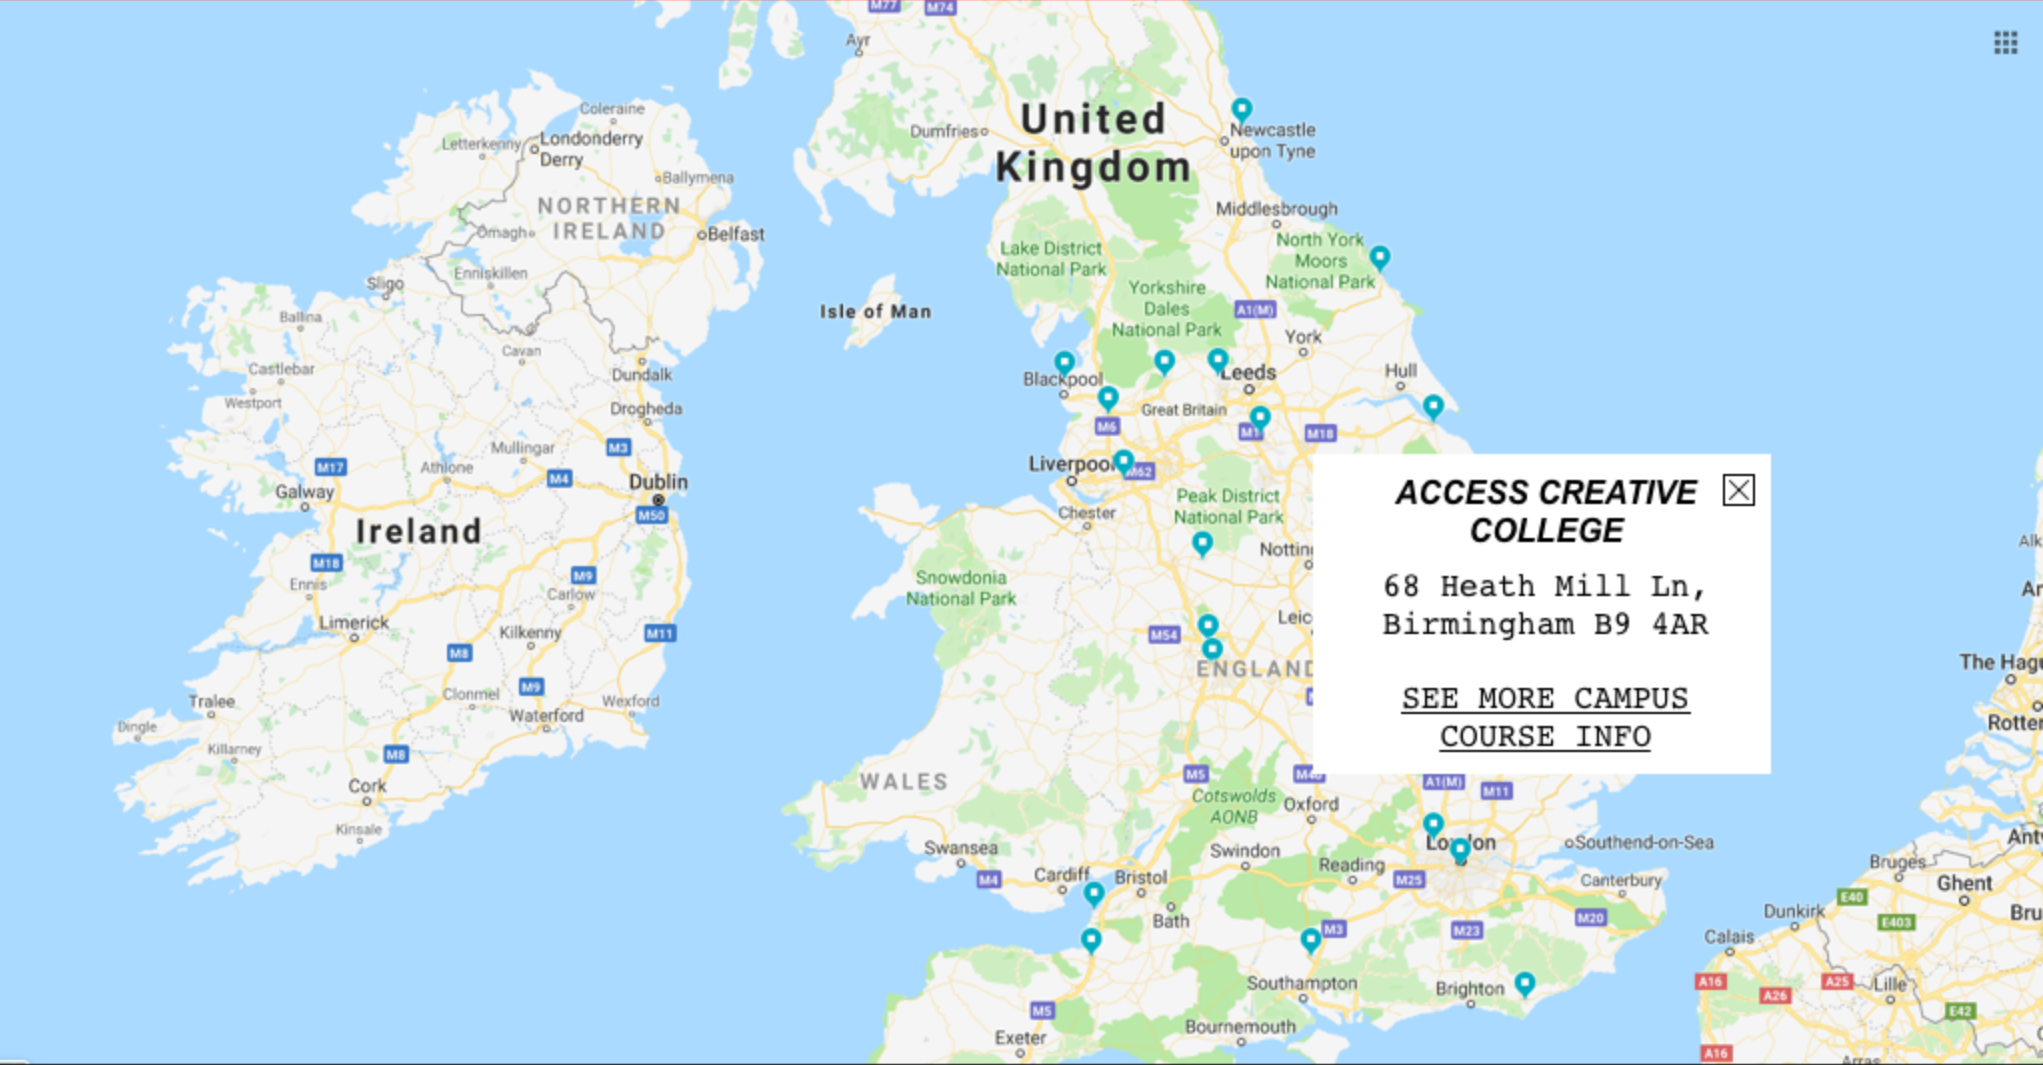 M77
M74
Ayr
Coleraine
Londonderry
Derry
Letterkenny
Dumfries
United
Kingdom
Newcastle
upon Tyne
Ballymena
NORTHERN
IRELAND
Omagh
Belfast
Middlesbrough
North York
Moors
National Park
Lake District
National Park
Enniskillen
Sligo
Yorkshire
Dales
National Park
A1(M)
Isle of Man
Ballina
York
Cavan
Castlebar
Dundalk
Blackpool
Leeds
Hull
Westport
Drogheda
Great Britain
M6
M1
M18
Mullingar
M3
Athlone
M17
M4
Liverpool
M62
Galway
Dublin
M50
Peak District
National Park
Chester
Ireland
Notting
M18
Ennis
M9
Carlow
Snowdonia
National Park
Limerick
Kilkenny
M11
M8
M54
Leic
ENGLAND
ACCESS CREATIVE
COLLEGE
68 Heath Mill Ln,
Birmingham B9 4AR
SEE MORE CAMPUS
COURSE INFO
Alk
The Hagu
Rotter
Tralee
Clonmel
M9
Wexford
Waterford
Dingle
Killarney
M8
Cork
Kinsale
WALES
M5
M40
A1(M)
M11
Cotswolds
AONB
Oxford
London
Southend-on-Sea
Swansea
Swindon
Reading
M4
Cardiff
Bristol
M25
Canterbury
Bath
M3
M23
M20
Southampton
Brighton
M5
Exeter
Bournemouth
Antw
Bruges
Ghent
E40
E403
Bru
Dunkirk
Calais
A16
A26
A25
Lille
E42
A16
Arras